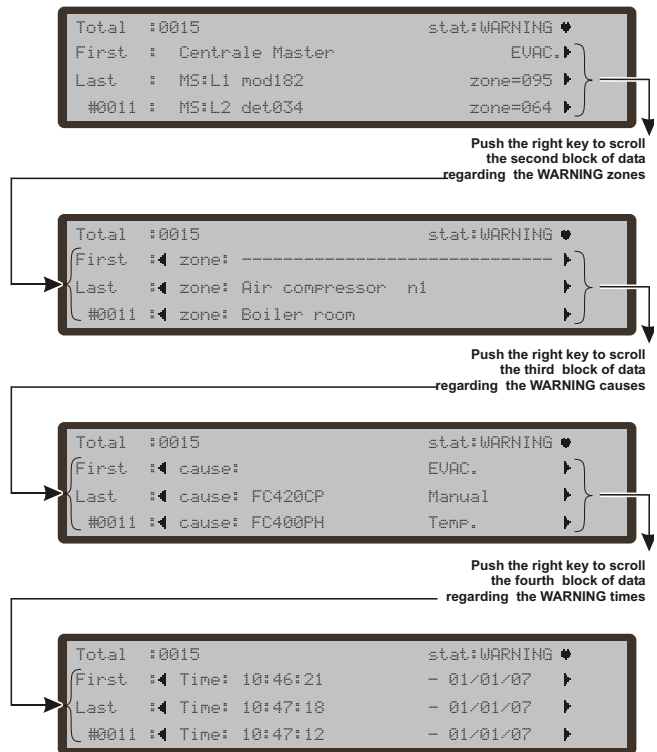 Total :0015 stat:WARNING
First : Centrale Master EVAC.
Last : MS:L1 mod182 zone=095
#0011 : MS:L2 det034 zone=064
Push the right key to scroll
the second block of data
regarding the WARNING zones
Total :0015 stat:WARNING
First : zone: ------------------------------
Last : zone: Air compressor n1
#0011 : zone: Boiler room
Push the right key to scroll
the third block of data
regarding the WARNING causes
Total :0015 stat:WARNING
First : cause: EVAC.
Last : cause: FC420CP Manual
#0011 : cause: FC400PH Temp.
Push the right key to scroll
the fourth block of data
regarding the WARNING times
Total :0015 stat:WARNING
First : Time: 10:46:21 - 01/01/07
Last : Time: 10:47:18 - 01/01/07
#0011 : Time: 10:47:12 - 01/01/07